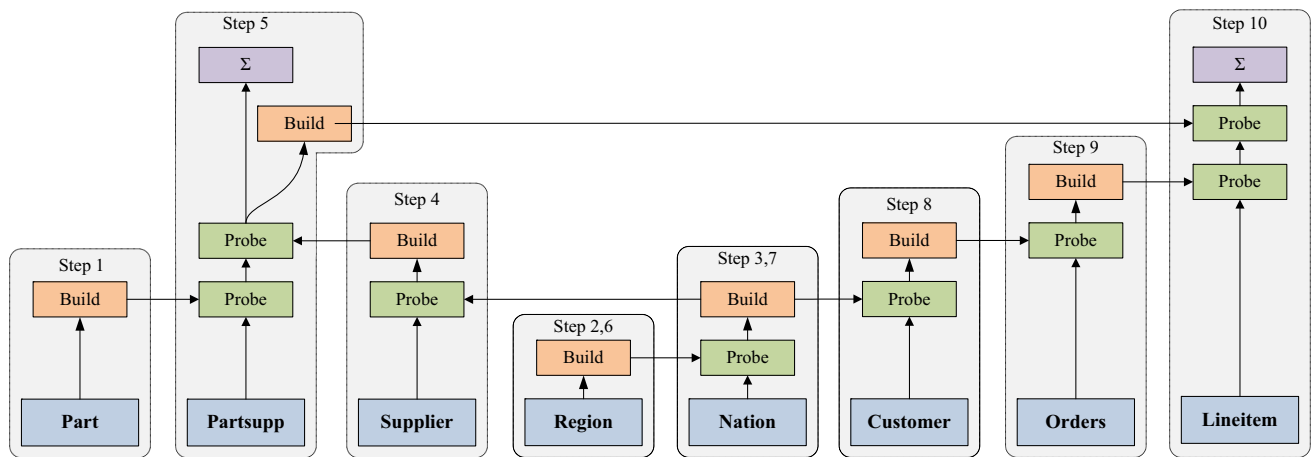 Step 5
Σ
Build
Probe
Probe
Partsupp
Step 1
Build
Part
Step 4
Build
Probe
Supplier
Step 2,6
Build
Region
Step 3,7
Build
Probe
Nation
Step 8
Build
Probe
Customer
Step 9
Build
Probe
Orders
Step 10
Σ
Probe
Probe
Lineitem